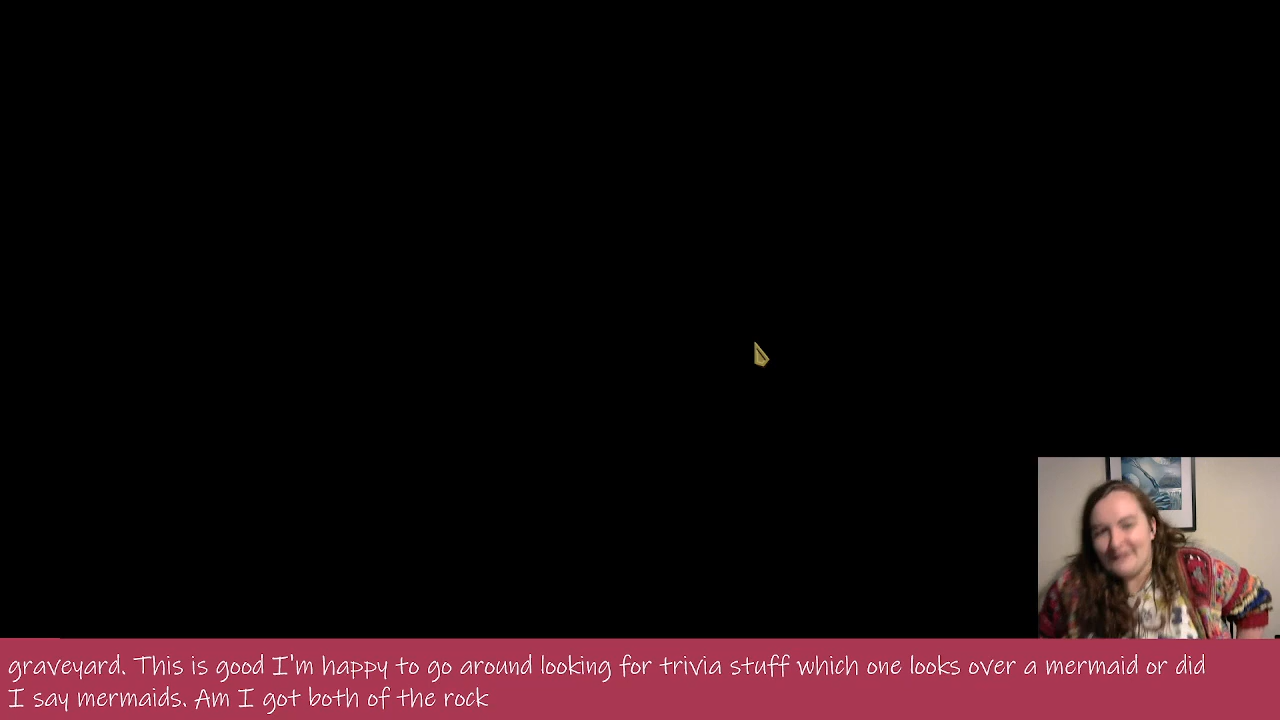 graveyard. This is good I'm happy to go around looking for trivia stuff which one looks over a mermaid or did
I say mermaids. Am I got both of the rock